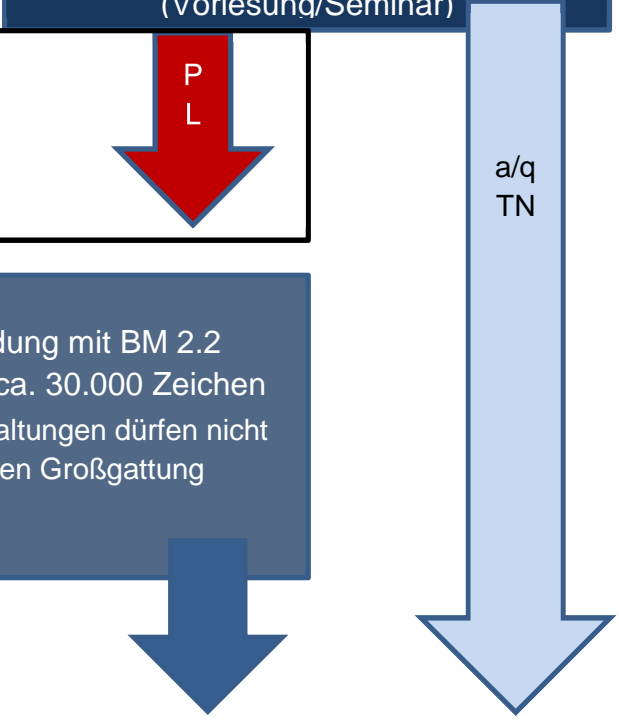 (Vorlesung/Seminar)
P
L
a/q
TN
dung mit BM 2.2
ca. 30.000 Zeichen
altungen dürfen nicht
en Großgattung